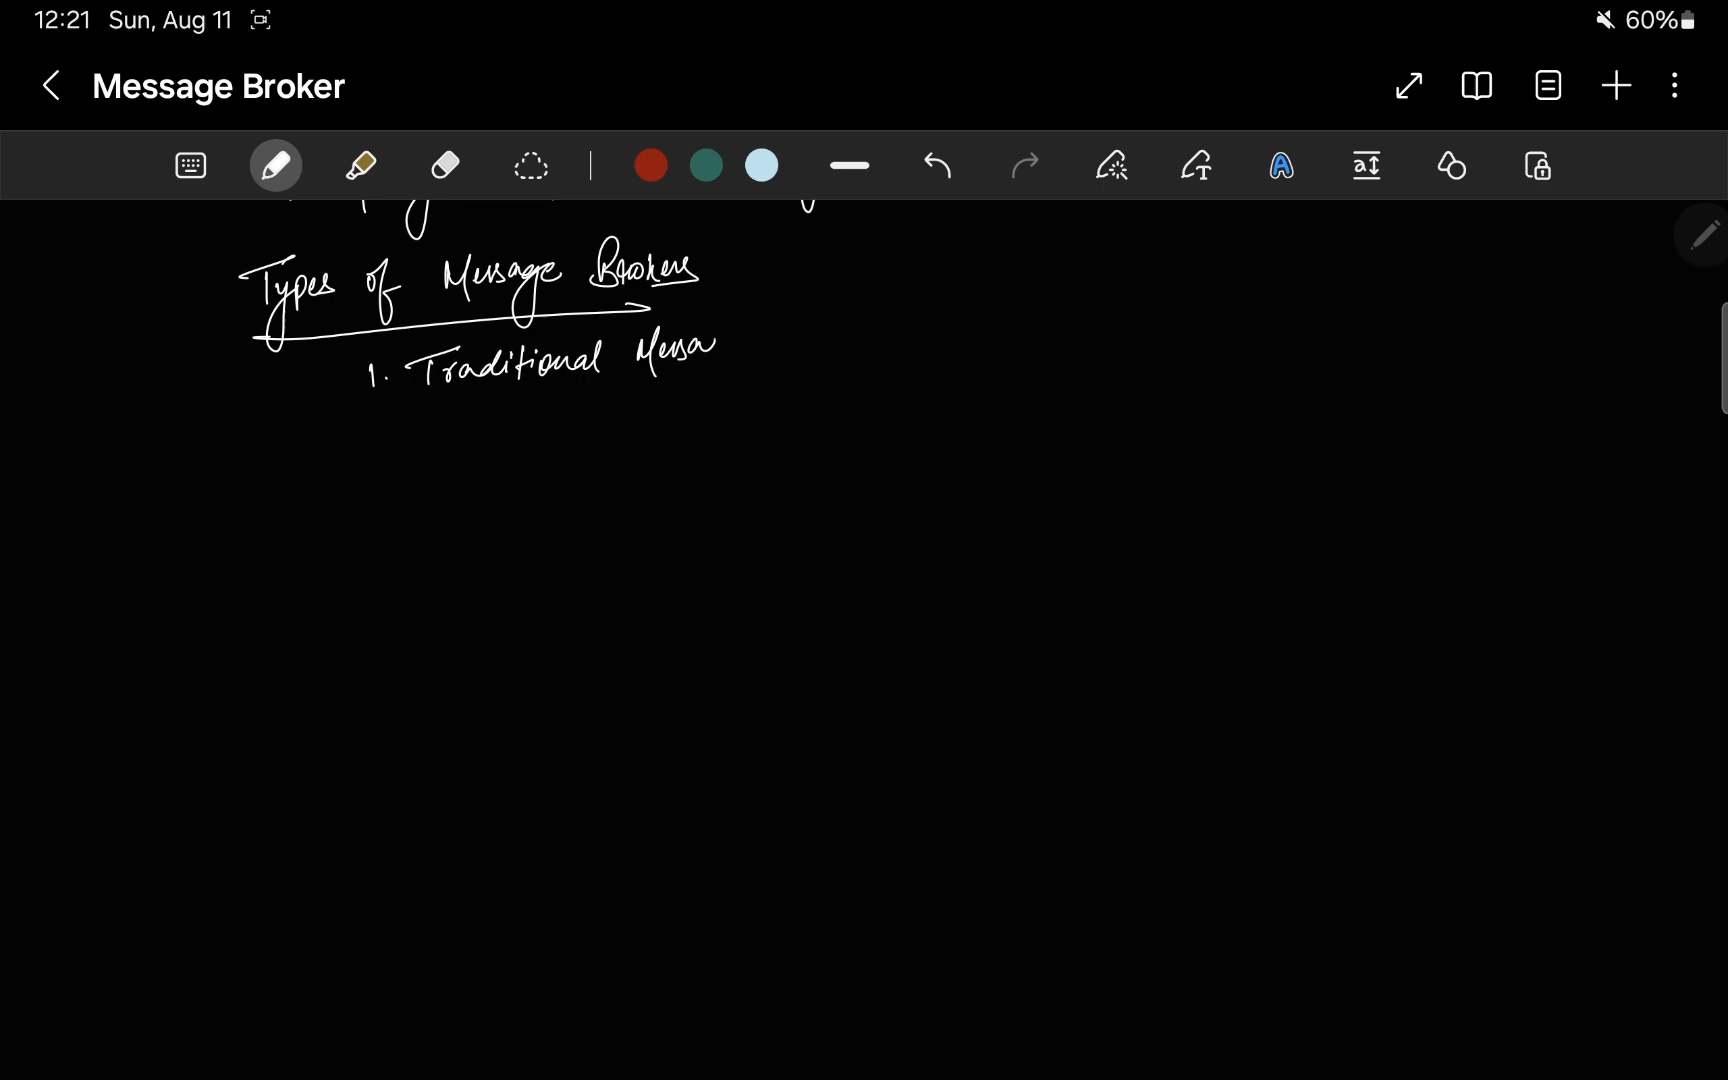 12:21 Sun, Aug 11 60%
Message Broker
A a
Types of Message Brokers
1. Traditional Messa